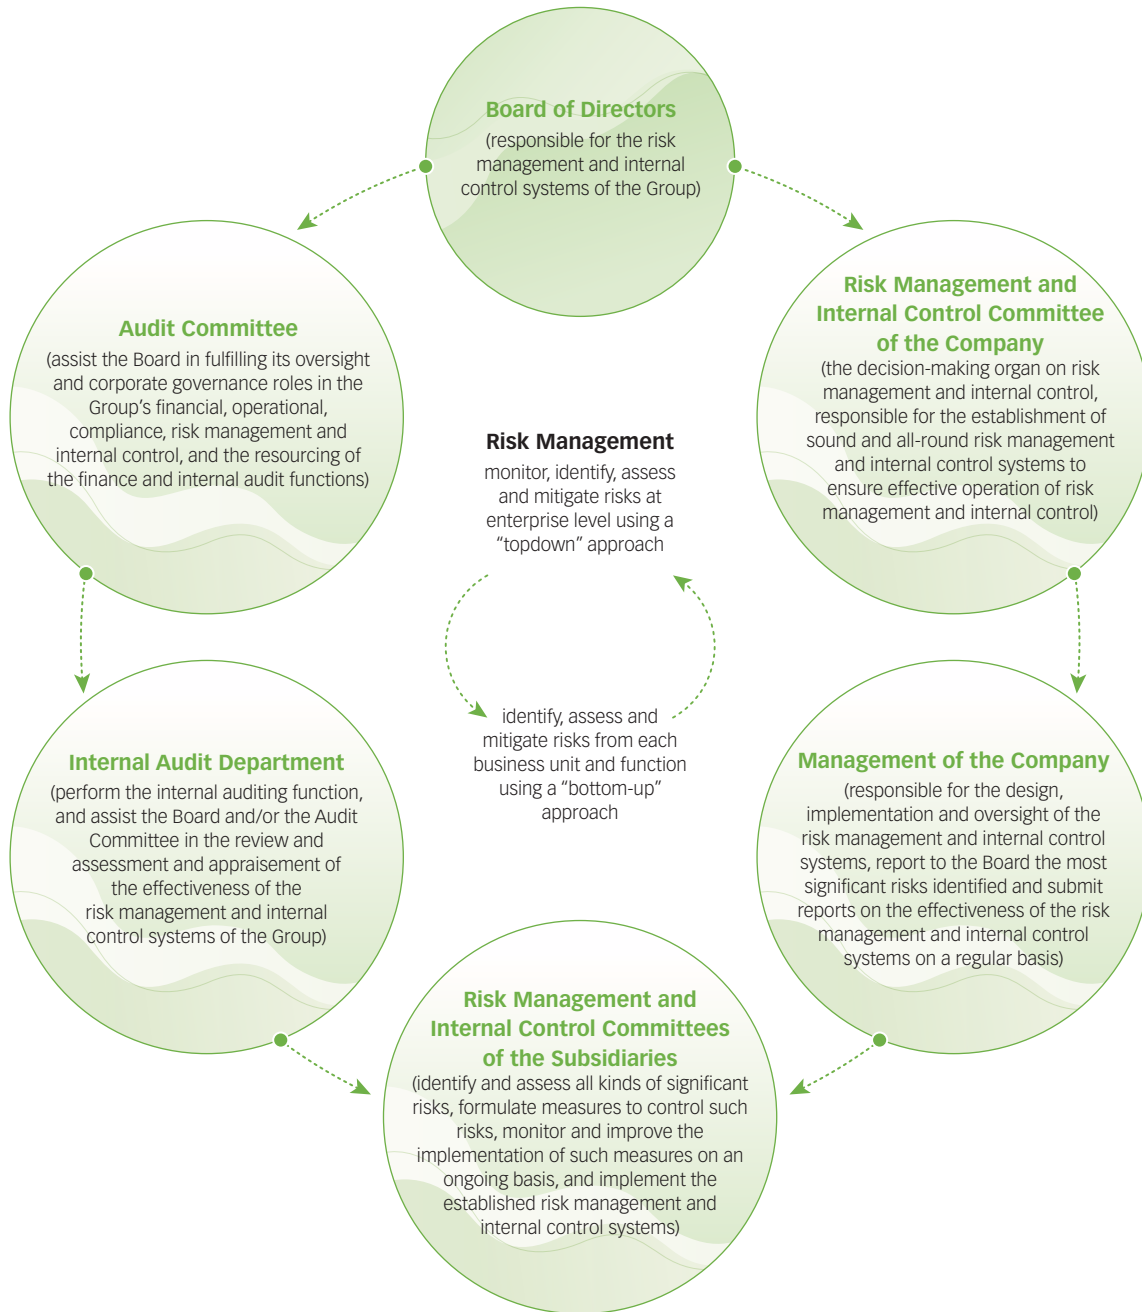 Board of Directors
(responsible for the risk
management and internal
control systems of the Group)
Audit Committee
(assist the Board in fulfilling its oversight
and corporate governance roles in the
Group's financial, operational,
compliance, risk management and
internal control, and the resourcing of
the finance and internal audit functions)
Risk Management and
Internal Control Committee
of the Company
(the decision-making organ on risk
management and internal control,
responsible for the establishment of
sound and all-round risk management
and internal control systems to
ensure effective operation of risk
management and internal control)
Risk Management
monitor, identify, assess
and mitigate risks at
enterprise level using a
“topdown” approach
identify, assess and
mitigate risks from each
business unit and function
using a “bottom-up”
approach
Internal Audit Department
(perform the internal auditing function,
and assist the Board and/or the Audit
Committee in the review and
assessment and appraisement of
the effectiveness of the
risk management and internal
control systems of the Group)
Management of the Company
(responsible for the design,
implementation and oversight of the
risk management and internal control
systems, report to the Board the most
significant risks identified and submit
reports on the effectiveness of the risk
management and internal control
systems on a regular basis)
Risk Management and
Internal Control Committees
of the Subsidiaries
(identify and assess all kinds of significant
risks, formulate measures to control such
risks, monitor and improve the
implementation of such measures on an
ongoing basis, and implement the
established risk management and
internal control systems)